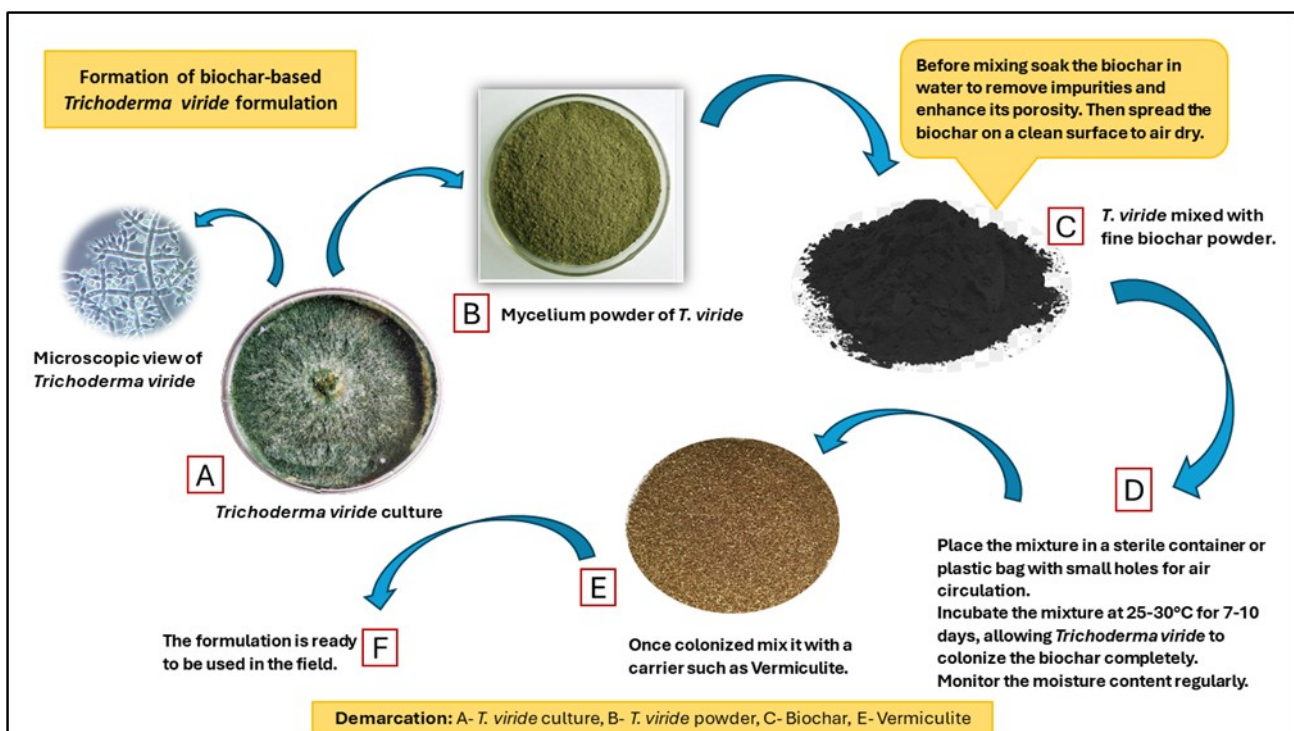 Formation of biochar-based
Trichoderma viride formulation
Before mixing soak the biochar in
water to remove impurities and
enhance its porosity. Then spread the
biochar on a clean surface to air dry.
Microscopic view of
Trichoderma viride
A
Trichoderma viride culture
B
Mycelium powder of T. viride
C
T. viride mixed with
fine biochar powder.
D
Place the mixture in a sterile container or
plastic bag with small holes for air
circulation.
Incubate the mixture at 25-30°C for 7-10
days, allowing Trichoderma viride to
colonize the biochar completely.
Monitor the moisture content regularly.
E
Once colonized mix it with a
carrier such as Vermiculite.
F
The formulation is ready
to be used in the field.
Demarcation: A- T. viride culture, B- T. viride powder, C- Biochar, E- Vermiculite